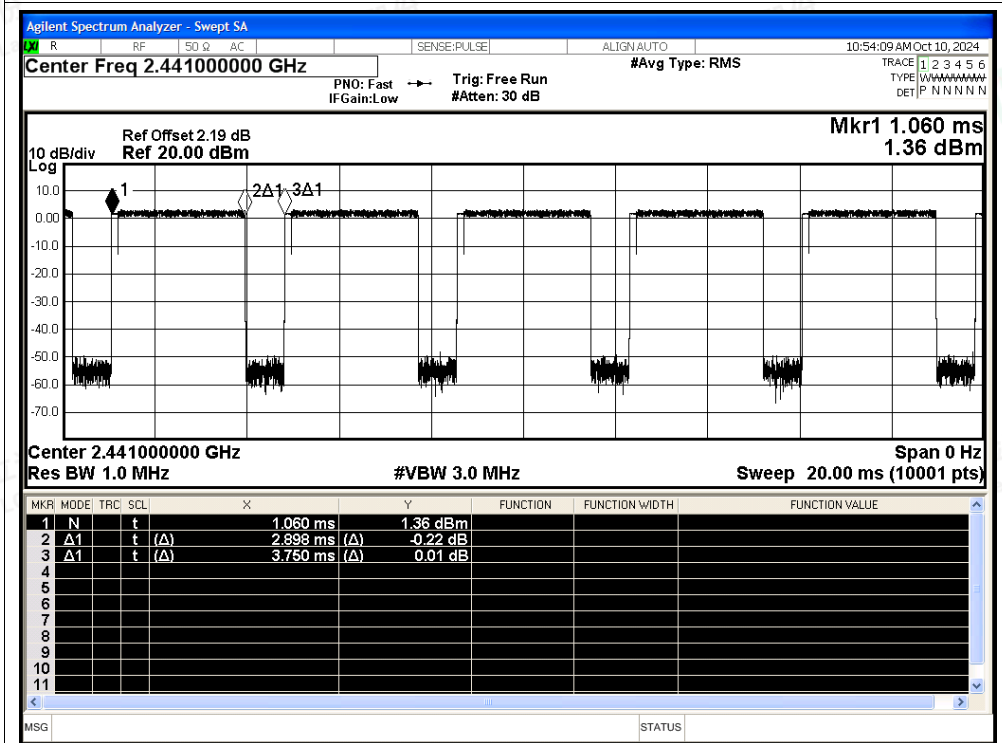 Agilent Spectrum Analyzer - Swept SA
LXI R RF 50 Ω AC SENSE:PULSE ALIGN AUTO 10:54:09 AM Oct 10, 2024
Center Freq 2.441000000 GHz #Avg Type: RMS TRACE 1 2 3 4 5 6
PNO: Fast Trig: Free Run TYPE
IFGain:Low #Atten: 30 dB DET P N N N N N
Mkr1 1.060 ms
Ref Offset 2.19 dB
10 dB/div Ref 20.00 dBm 1.36 dBm
Log
10.0 1 2Δ1 3Δ1
0.00
-10.0
-20.0
-30.0
-40.0
-50.0
-60.0
-70.0
Center 2.441000000 GHz Span 0 Hz
Res BW 1.0 MHz #VBW 3.0 MHz Sweep 20.00 ms (10001 pts)
MKR MODE TRC SCL X Y FUNCTION FUNCTION WIDTH FUNCTION VALUE
1 N t 1.060 ms 1.36 dBm
2 Δ1 t (Δ) 2.898 ms (Δ) -0.22 dB
3 Δ1 t (Δ) 3.750 ms (Δ) 0.01 dB
4
5
6
7
8
9
10
11
MSG STATUS